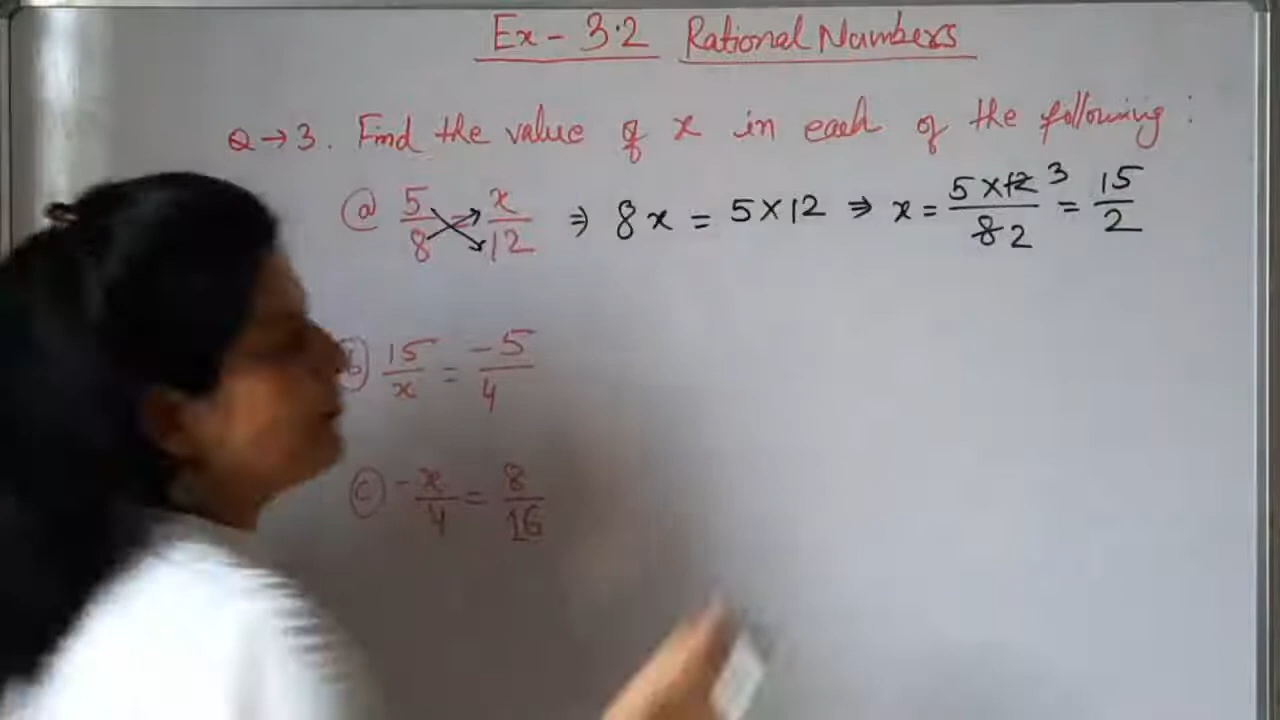 Ex - 3.2 Rational Numbers
Q → 3. Find the value of x in each of the following :
(a) 5/8 = x/12 ⇒ 8x = 5 × 12 ⇒ x = 5 × 12 3 / 8 2 = 15/2
(b) 15/x = -5/4
(c) -x/4 = 8/16